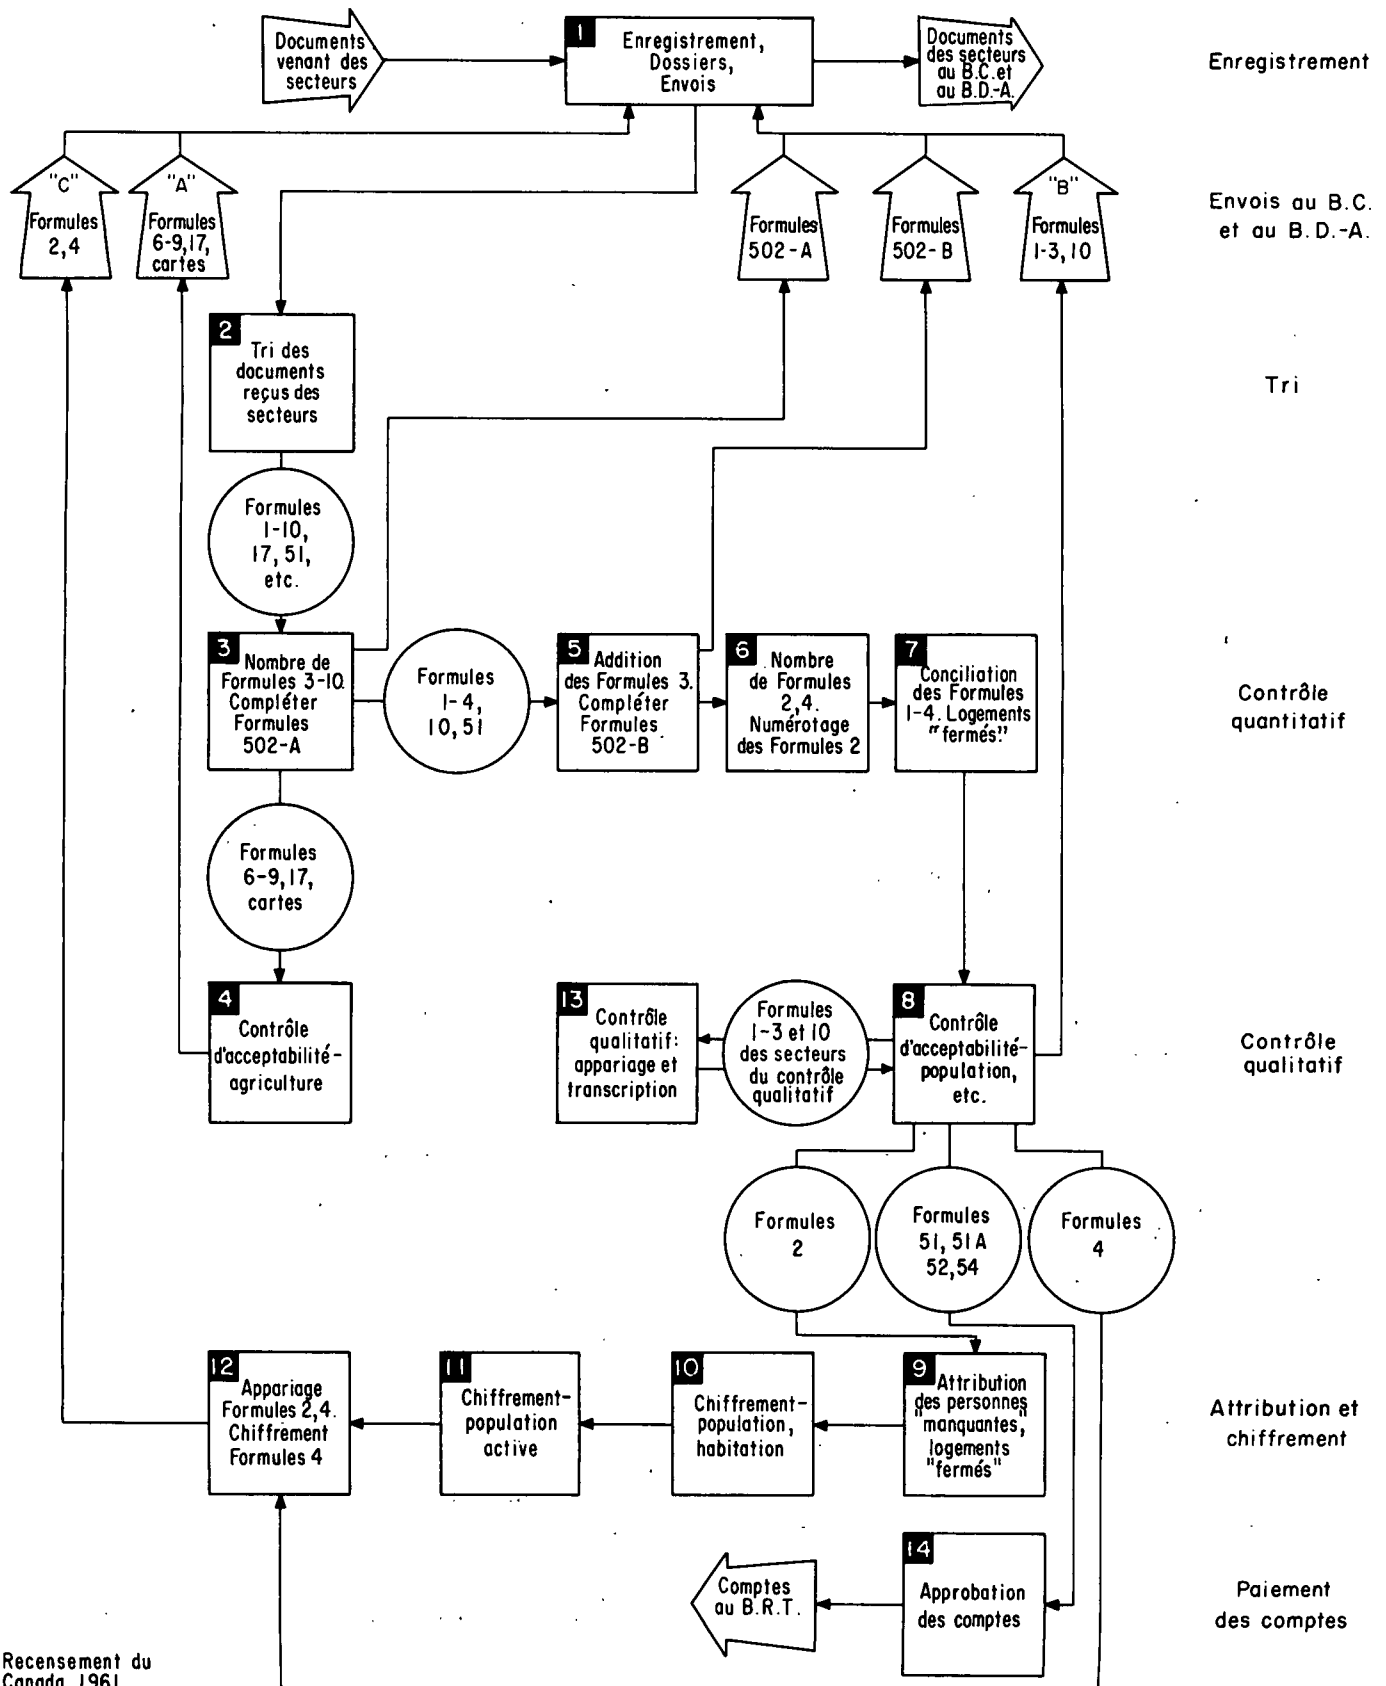 Documents
venant des
secteurs
1
Enregistrement,
Dossiers,
Envois
Documents
des secteurs
au B.C. et
au B.D.-A.
Enregistrement
"C"
Formules
2,4
"A"
Formules
6-9,17,
cartes
Formules
502-A
Formules
502-B
"B"
Formules
1-3,10
Envois au B.C.
et au B.D.-A.
2
Tri des
documents
reçus des
secteurs
Tri
Formules
1-10,
17, 51,
etc.
3
Nombre de
Formules 3-10.
Compléter
Formules
502-A
Formules
1-4,
10,51
5
Addition
des Formules 3.
Compléter
Formules
502-B
6
Nombre
de Formules
2,4.
Numérotage
des Formules 2
7
Conciliation
des Formules
1-4. Logements
"fermés".
Contrôle
quantitatif
Formules
6-9,17,
cartes
4
Contrôle
d'acceptabilité-
agriculture
13
Contrôle
qualitatif:
appariage et
transcription
Formules
1-3 et 10
des secteurs
du contrôle
qualitatif
8
Contrôle
d'acceptabilité-
population,
etc.
Contrôle
qualitatif
Formules
2
Formules
51, 51A
52,54
Formules
4
12
Appariage
Formules 2,4.
Chiffrement
Formules 4
11
Chiffrement-
population
active
10
Chiffrement-
population,
habitation
9
Attribution
des personnes
"manquantes",
logements
"fermés"
Attribution et
chiffrement
Comptes
au B.R.T.
14
Approbation
des comptes
Paiement
des comptes
Recensement du
Canada, 1961